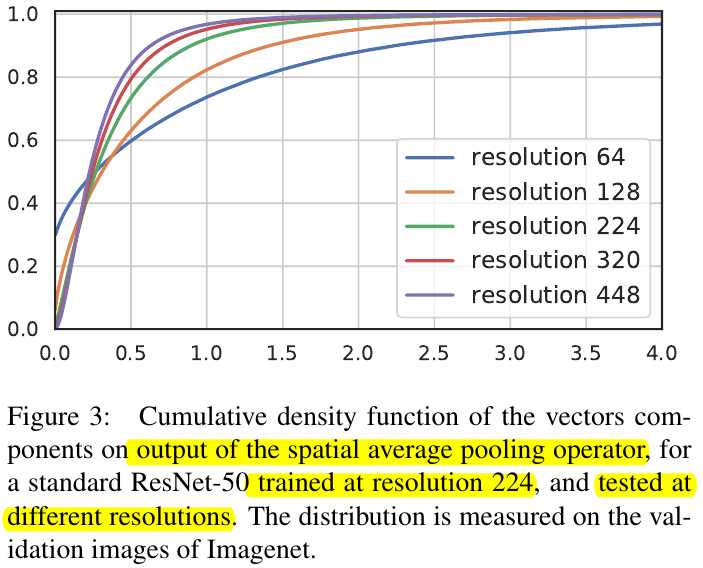 1.0
0.8
0.6
0.4
0.2
0.0
0.0 0.5 1.0 1.5 2.0 2.5 3.0 3.5 4.0
resolution 64
resolution 128
resolution 224
resolution 320
resolution 448
Figure 3: Cumulative density function of the vectors com-
ponents on output of the spatial average pooling operator, for
a standard ResNet-50 trained at resolution 224, and tested at
different resolutions. The distribution is measured on the val-
idation images of Imagenet.